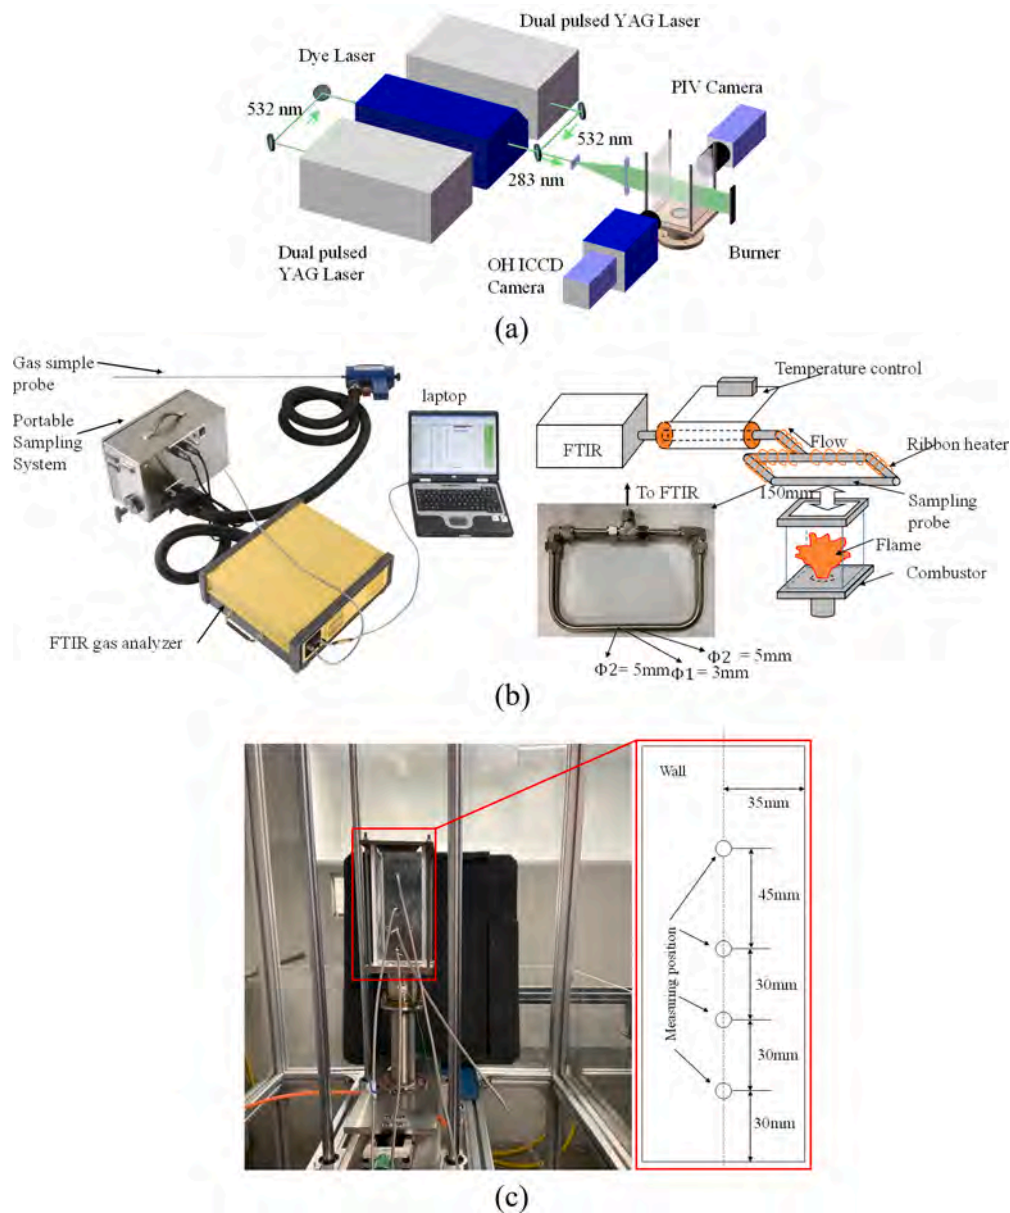 Dual pulsed YAG Laser
Dye Laser
PIV Camera
532 nm
532 nm
283 nm
Dual pulsed
YAG Laser
OH ICCD
Camera
Burner
(a)
Gas simple
probe
Portable
Sampling
System
laptop
FTIR gas analyzer
Temperature control
FTIR
Flow
Ribbon heater
To FTIR
150mm
Sampling
probe
Flame
Combustor
Φ2 = 5mm
Φ2= 5mm
Φ1 = 3mm
(b)
Wall
35mm
45mm
Measuring position
30mm
30mm
30mm
(c)